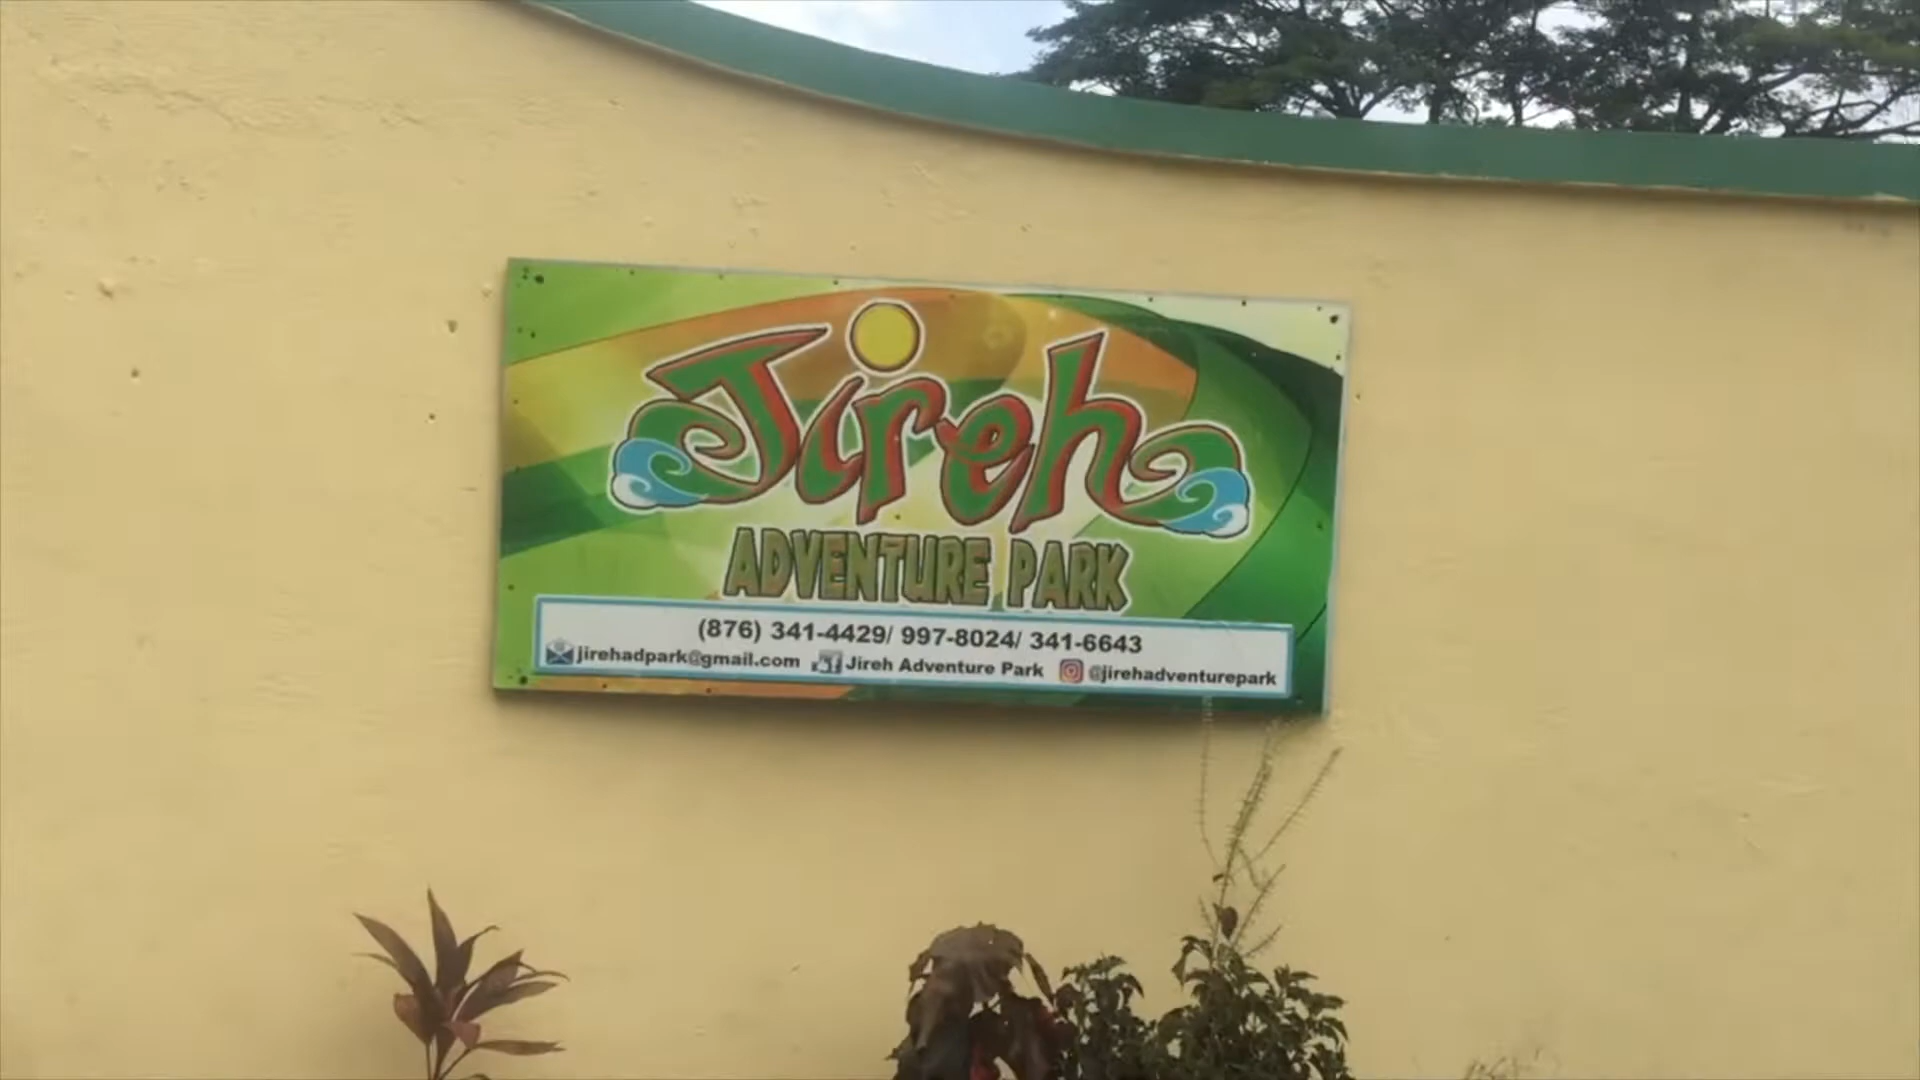 Jireh
ADVENTURE PARK
(876) 341-4429/ 997-8024/ 341-6643
jirehadpark@gmail.com Jireh Adventure Park @jirehadventurepark